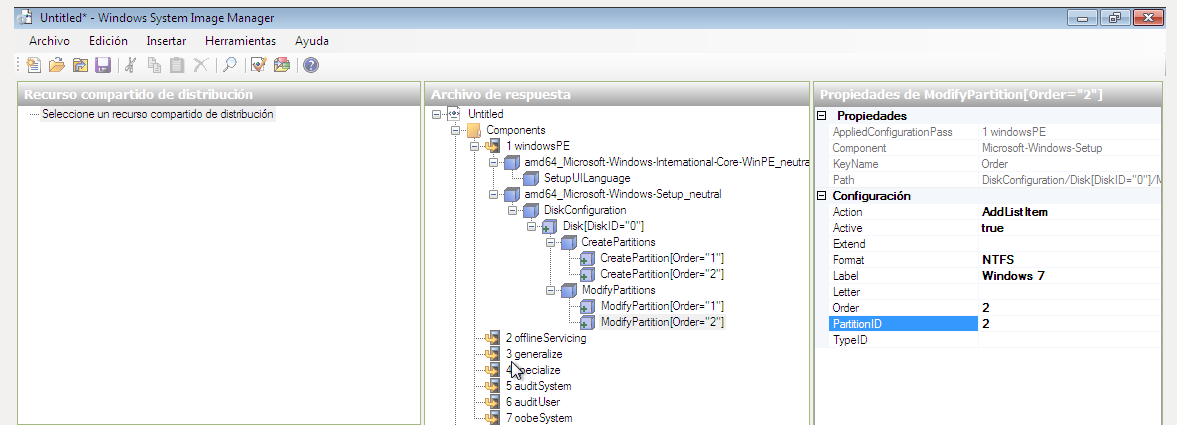 Untitled* - Windows System Image Manager
Archivo Edición Insertar Herramientas Ayuda
Recurso compartido de distribución
Seleccione un recurso compartido de distribución
Archivo de respuesta
Untitled
Components
1 windowsPE
amd64_Microsoft-Windows-International-Core-WinPE_neutra
SetupUILanguage
amd64_Microsoft-Windows-Setup_neutral
DiskConfiguration
Disk[DiskID="0"]
CreatePartitions
CreatePartition[Order="1"]
CreatePartition[Order="2"]
ModifyPartitions
ModifyPartition[Order="1"]
ModifyPartition[Order="2"]
2 offlineServicing
3 generalize
4 specialize
5 auditSystem
6 auditUser
7 oobeSystem
Propiedades de ModifyPartition[Order="2"]
Propiedades
AppliedConfigurationPass 1 windowsPE
Component Microsoft-Windows-Setup
KeyName Order
Path DiskConfiguration/Disk[DiskID="0"]/M
Configuración
Action AddListItem
Active true
Extend
Format NTFS
Label Windows 7
Letter
Order 2
PartitionID 2
TypeID